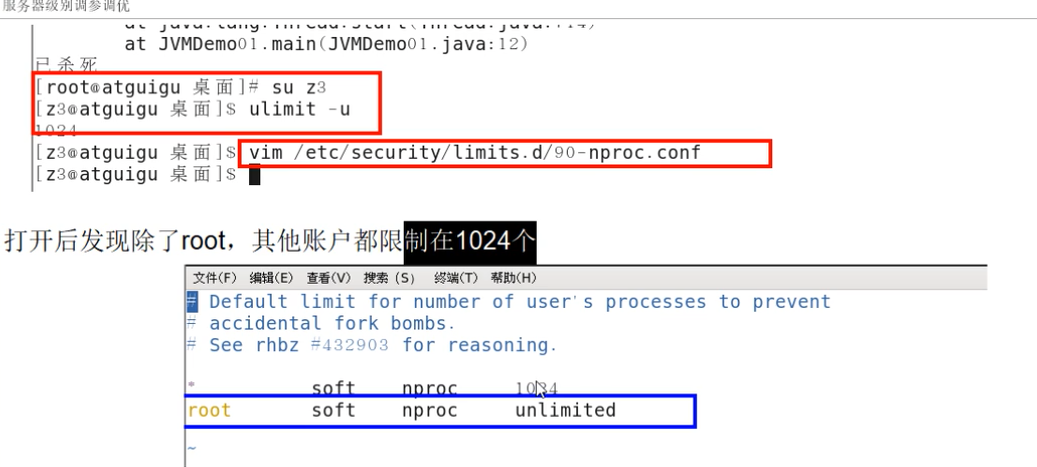 服务器级别调参调优
at java.lang.Thread.start(Thread.java:714)
at JVMDemo01.main(JVMDemo01.java:12)
已杀死
[root@atguigu 桌面]# su z3
[z3@atguigu 桌面]$ ulimit -u
1024
[z3@atguigu 桌面]$ vim /etc/security/limits.d/90-nproc.conf
[z3@atguigu 桌面]$
打开后发现除了root，其他账户都限制在1024个
文件(F) 编辑(E) 查看(V) 搜索 (S) 终端(T) 帮助(H)
# Default limit for number of user's processes to prevent
# accidental fork bombs.
# See rhbz #432903 for reasoning.
* soft nproc 1024
root soft nproc unlimited
~